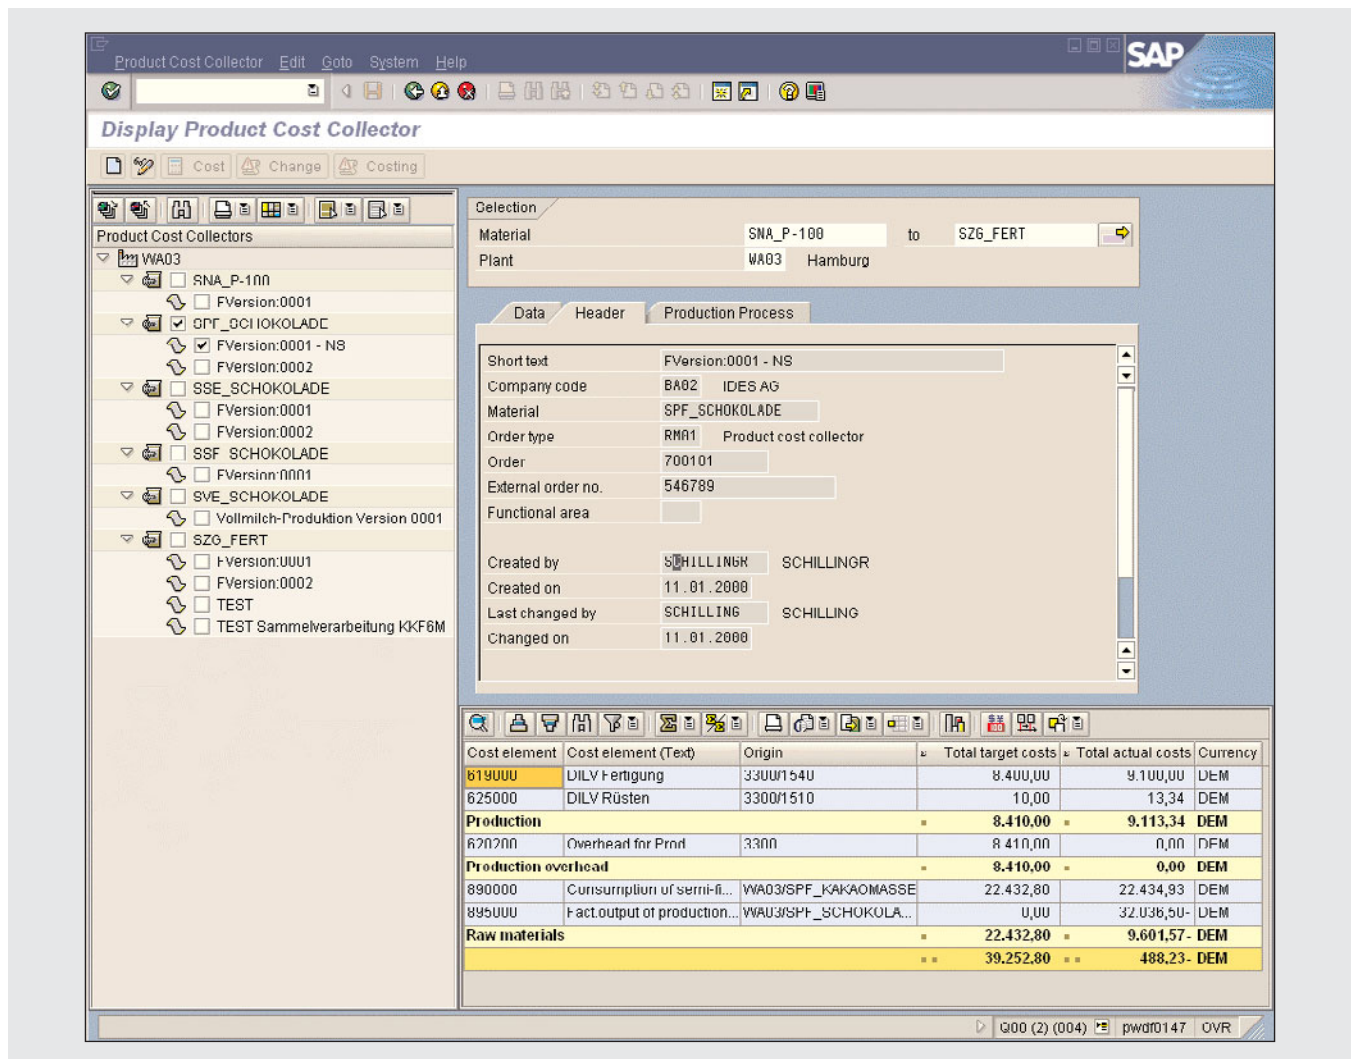 Product Cost Collector Edit Goto System Help
SAP
Display Product Cost Collector
Cost Change Costing
Product Cost Collectors
WA03
SNA_P-100
FVersion:0001
SPF_SCHOKOLADE
FVersion:0001 - NS
FVersion:0002
SSE_SCHOKOLADE
FVersion:0001
FVersion:0002
SSF_SCHOKOLADE
FVersion:0001
SVE_SCHOKOLADE
Vollmilch-Produktion Version 0001
SZG_FERT
FVersion:0001
FVersion:0002
TEST
TEST Sammelverarbeitung KKF6M
Selection
Material SNA_P-100 to SZG_FERT
Plant WA03 Hamburg
Data Header Production Process
Short text FVersion:0001 - NS
Company code BA02 IDES AG
Material SPF_SCHOKOLADE
Order type RMA1 Product cost collector
Order 700101
External order no. 546789
Functional area
Created by SCHILLINGR SCHILLINGR
Created on 11.01.2000
Last changed by SCHILLING SCHILLING
Changed on 11.01.2000
Cost element Cost element (Text) Origin Total target costs Total actual costs Currency
619000 DILV Fertigung 3300/1540 8.400,00 9.100,00 DEM
625000 DILV Rüsten 3300/1510 10,00 13,34 DEM
Production 8.410,00 9.113,34 DEM
620200 Overhead for Prod 3300 8.410,00 0,00 DEM
Production overhead 8.410,00 0,00 DEM
890000 Consumption of semi-fi... WA03/SPF_KAKAOMASSE 22.432,80 22.434,93 DEM
895000 Fact.output of production... WA03/SPF_SCHOKOLA... 0,00 32.036,50- DEM
Raw materials 22.432,80 9.601,57- DEM
39.252,80 488,23- DEM
QI00 (2) (004) pwdf0147 OVR